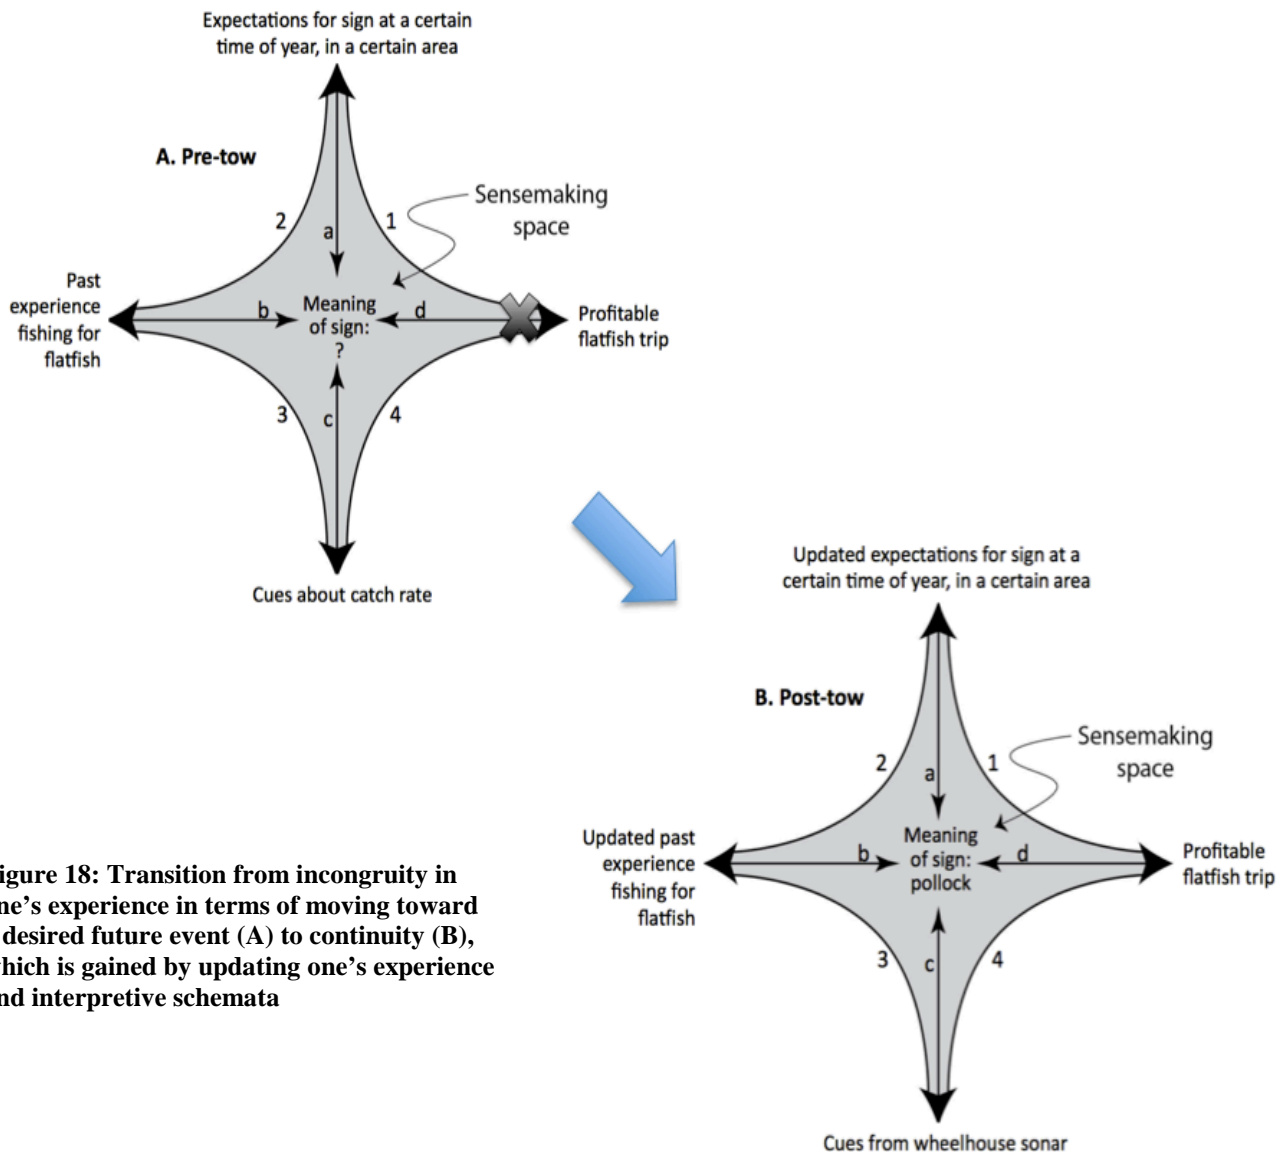 Expectations for sign at a certain
time of year, in a certain area
A. Pre-tow
Sensemaking
space
2
1
a
Past
experience
fishing for
flatfish
b
Meaning
of sign:
?
d
Profitable
flatfish trip
3
c
4
Cues about catch rate
Updated expectations for sign at a
certain time of year, in a certain area
B. Post-tow
Sensemaking
space
2
1
a
Updated past
experience
fishing for
flatfish
b
Meaning
of sign:
pollock
d
Profitable
flatfish trip
3
c
4
Cues from wheelhouse sonar
igure 18: Transition from incongruity in
ne's experience in terms of moving toward
desired future event (A) to continuity (B),
hich is gained by updating one's experience
nd interpretive schemata